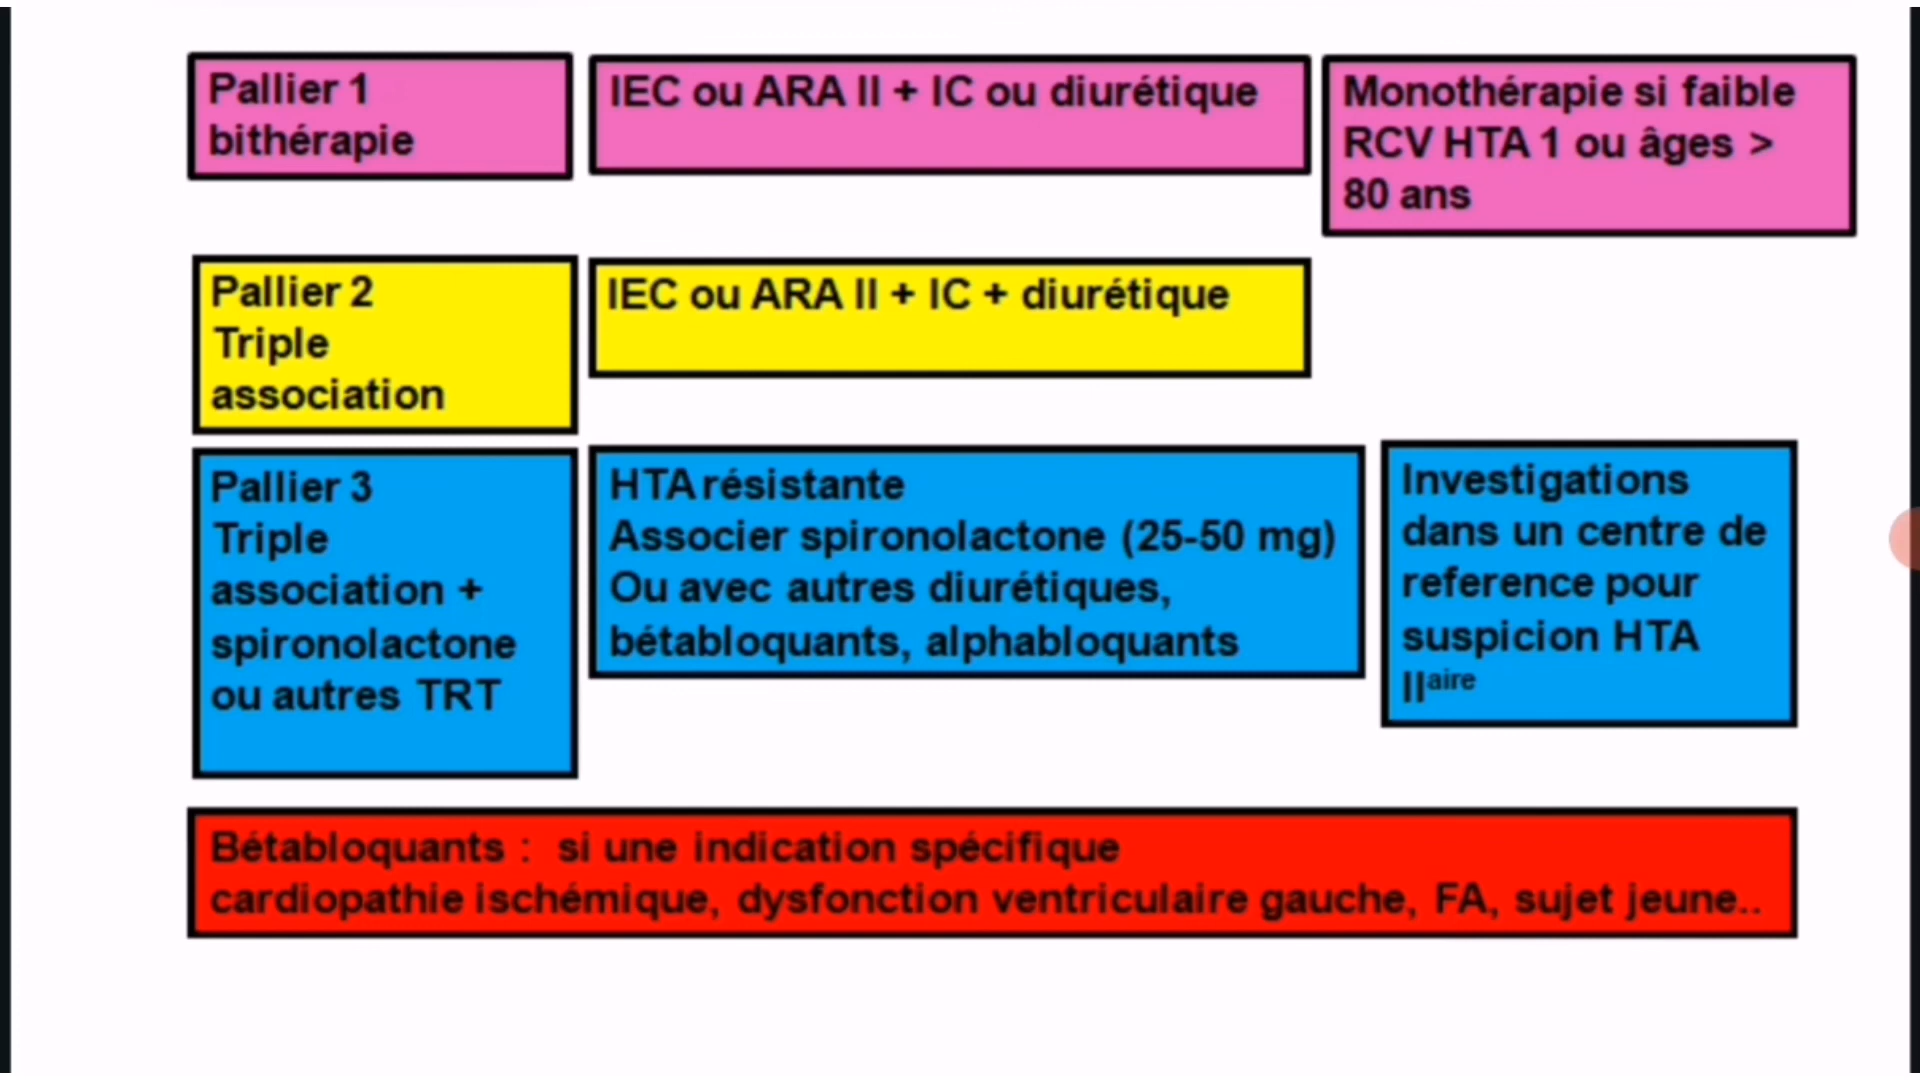 Pallier 1
bithérapie
IEC ou ARA II + IC ou diurétique
Monothérapie si faible
RCV HTA 1 ou âges >
80 ans
Pallier 2
Triple
association
IEC ou ARA II + IC + diurétique
Pallier 3
Triple
association +
spironolactone
ou autres TRT
HTA résistante
Associer spironolactone (25-50 mg)
Ou avec autres diurétiques,
bétabloquants, alphabloquants
Investigations
dans un centre de
reference pour
suspicion HTA
IIaire
Bétabloquants : si une indication spécifique
cardiopathie ischémique, dysfonction ventriculaire gauche, FA, sujet jeune..